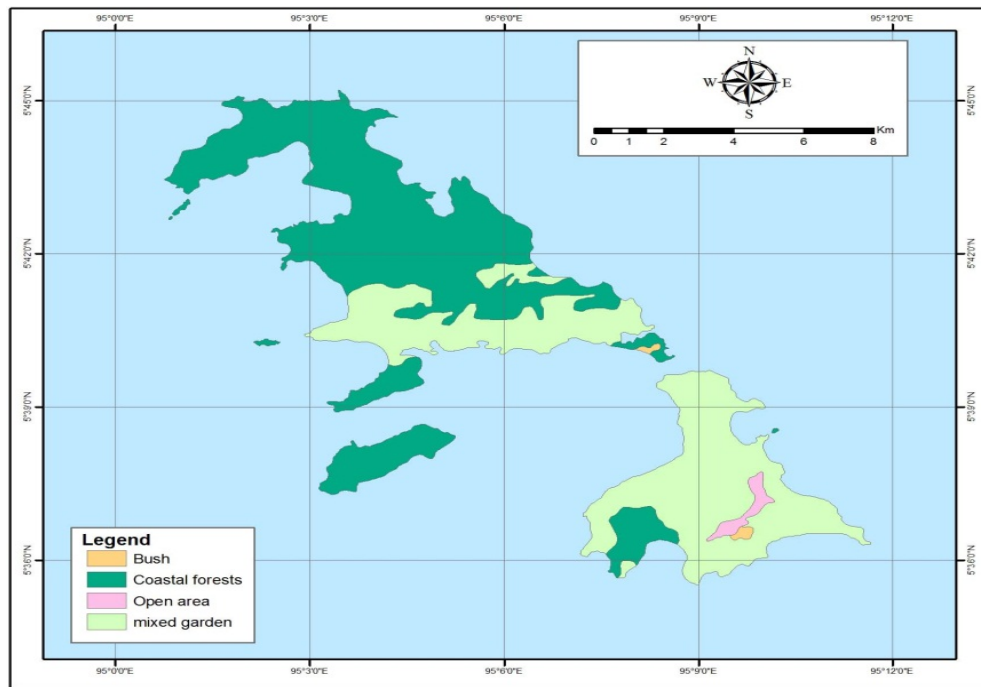 95°0'0"E 95°3'0"E 95°6'0"E 95°9'0"E 95°12'0"E
N
W E
S
Km
0 1 2 4 6 8
5°45'0"N 5°45'0"N
5°42'0"N 5°42'0"N
5°39'0"N 5°39'0"N
5°36'0"N 5°36'0"N
Legend
Bush
Coastal forests
Open area
mixed garden
95°0'0"E 95°3'0"E 95°6'0"E 95°9'0"E 95°12'0"E